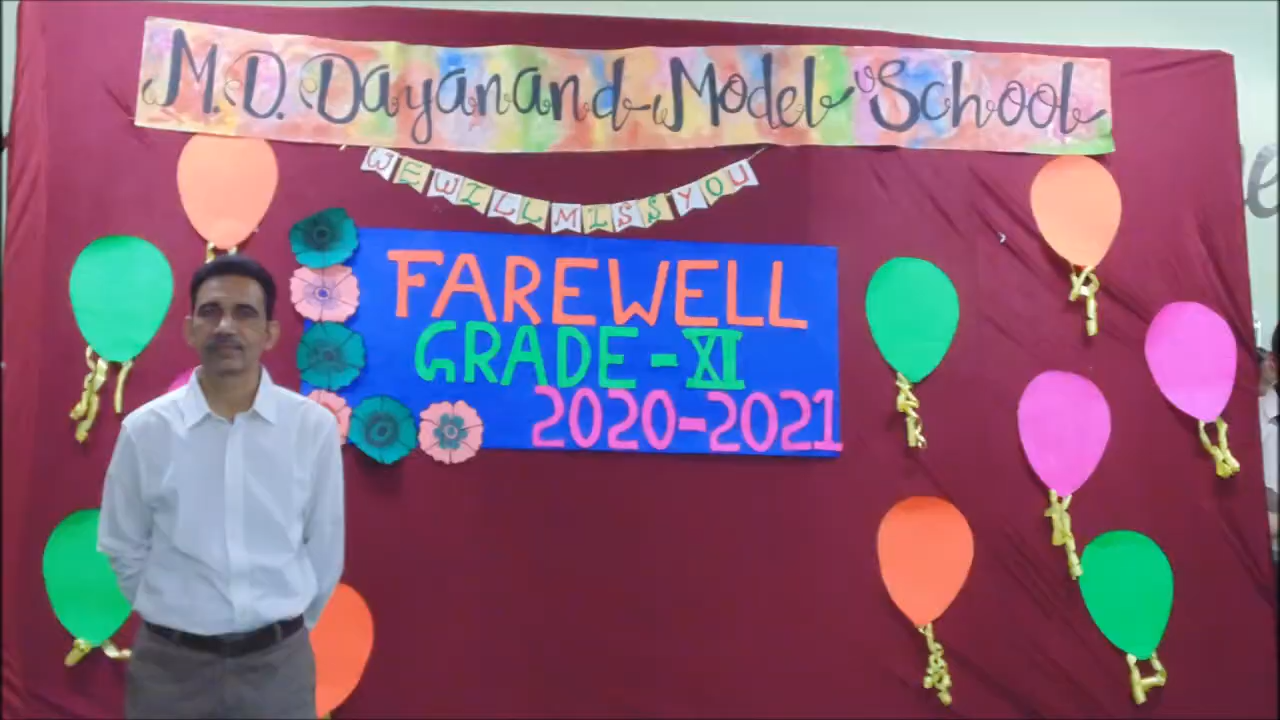 M.D. Dayanand Model School
WE WILL MISS YOU
FAREWELL
GRADE-XI
2020-2021